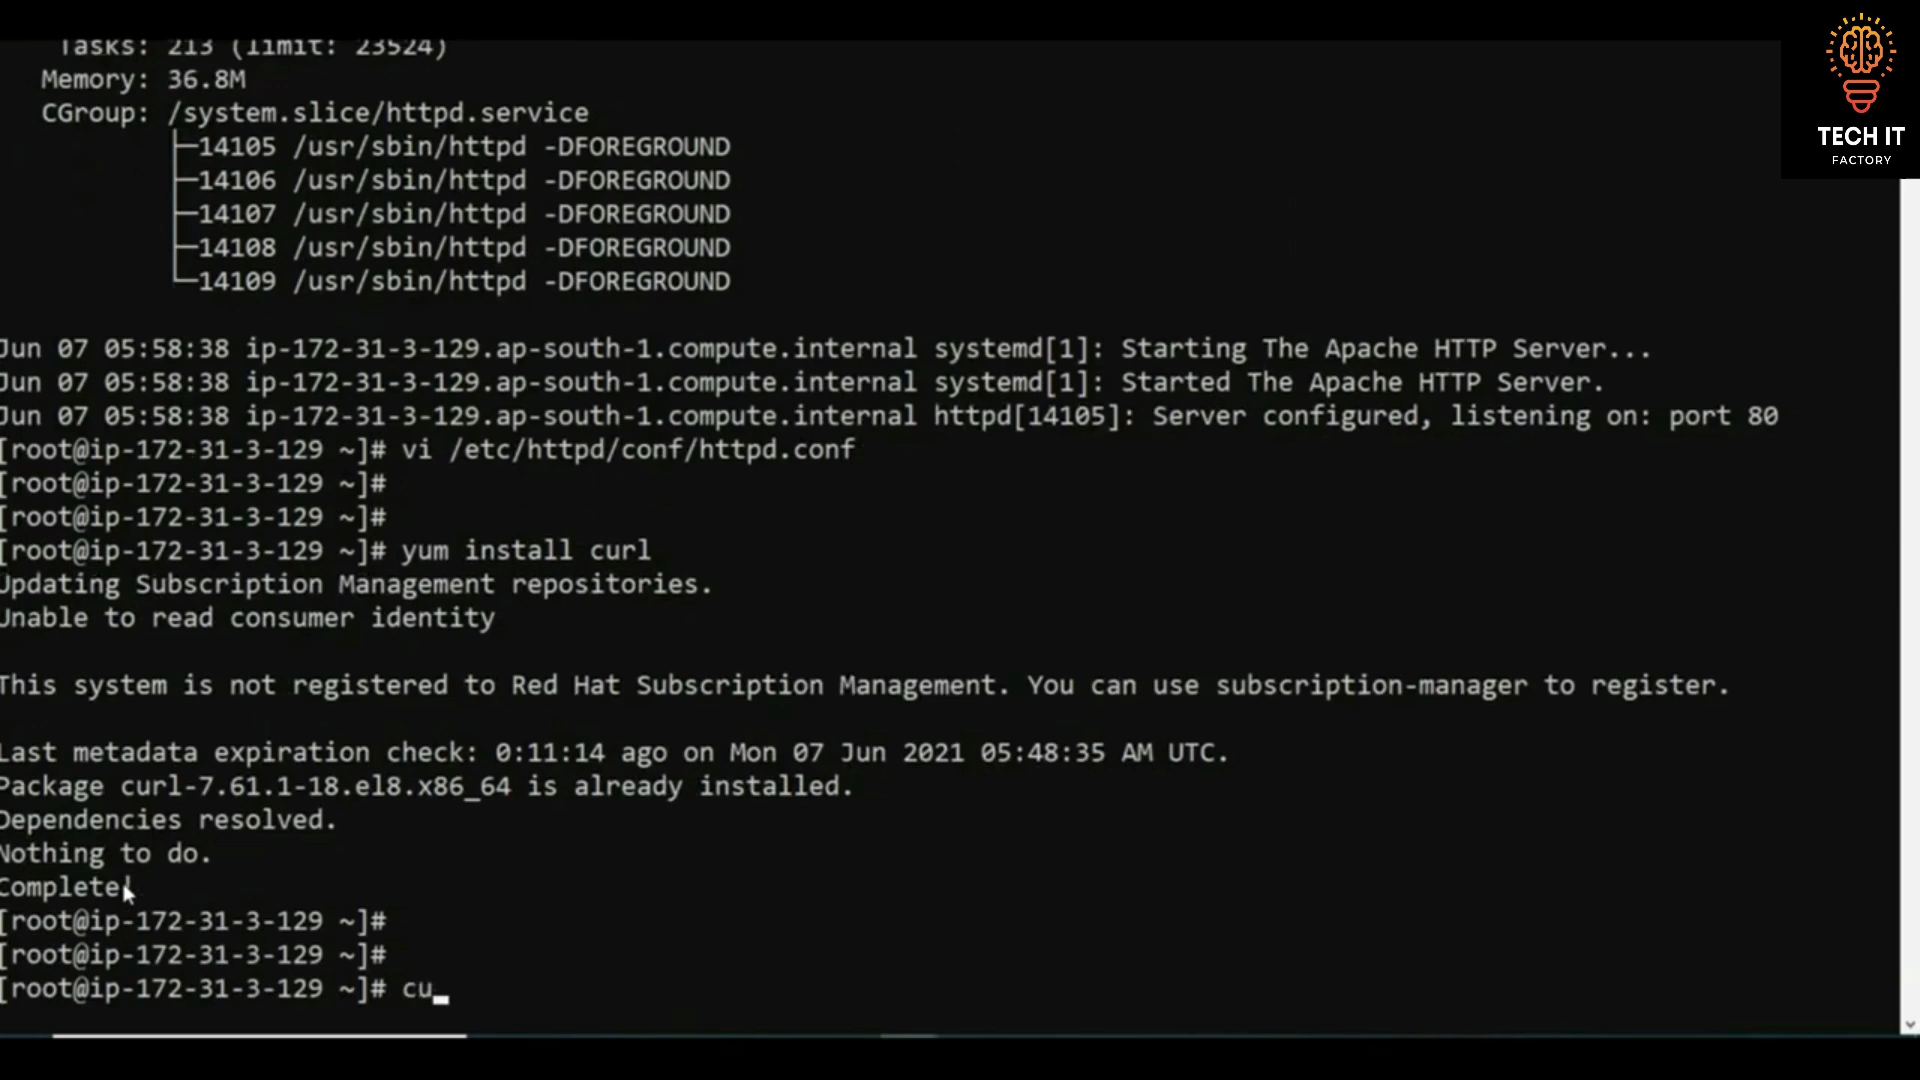 Tasks: 213 (limit: 23524)
Memory: 36.8M
CGroup: /system.slice/httpd.service
├─14105 /usr/sbin/httpd -DFOREGROUND
├─14106 /usr/sbin/httpd -DFOREGROUND
├─14107 /usr/sbin/httpd -DFOREGROUND
├─14108 /usr/sbin/httpd -DFOREGROUND
└─14109 /usr/sbin/httpd -DFOREGROUND
Jun 07 05:58:38 ip-172-31-3-129.ap-south-1.compute.internal systemd[1]: Starting The Apache HTTP Server...
Jun 07 05:58:38 ip-172-31-3-129.ap-south-1.compute.internal systemd[1]: Started The Apache HTTP Server.
Jun 07 05:58:38 ip-172-31-3-129.ap-south-1.compute.internal httpd[14105]: Server configured, listening on: port 80
[root@ip-172-31-3-129 ~]# vi /etc/httpd/conf/httpd.conf
[root@ip-172-31-3-129 ~]#
[root@ip-172-31-3-129 ~]#
[root@ip-172-31-3-129 ~]# yum install curl
Updating Subscription Management repositories.
Unable to read consumer identity
This system is not registered to Red Hat Subscription Management. You can use subscription-manager to register.
Last metadata expiration check: 0:11:14 ago on Mon 07 Jun 2021 05:48:35 AM UTC.
Package curl-7.61.1-18.el8.x86_64 is already installed.
Dependencies resolved.
Nothing to do.
Complete!
[root@ip-172-31-3-129 ~]#
[root@ip-172-31-3-129 ~]#
[root@ip-172-31-3-129 ~]# cu
TECH IT
FACTORY